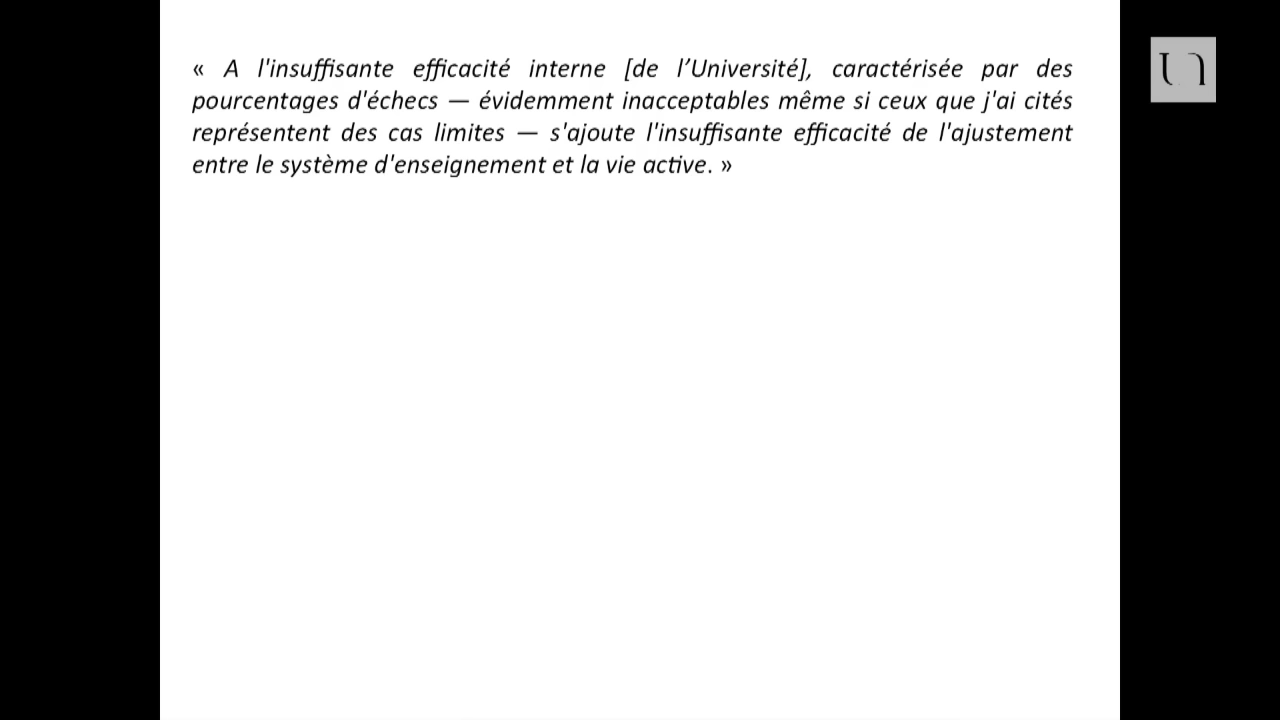 « A l'insuffisante efficacité interne [de l’Université], caractérisée par des
pourcentages d'échecs — évidemment inacceptables même si ceux que j'ai cités
représentent des cas limites — s'ajoute l'insuffisante efficacité de l'ajustement
entre le système d'enseignement et la vie active. »